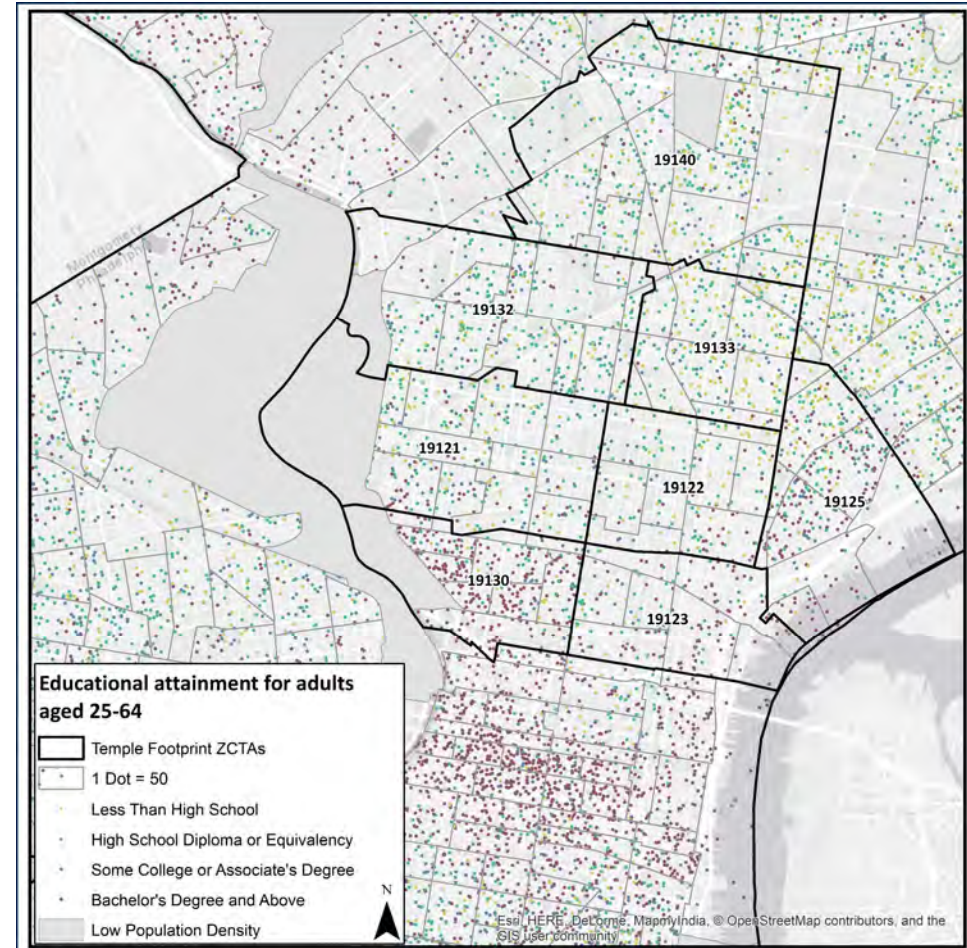 19140
Montgomery
Philadelphia
19132
19133
19121
19122
19125
19130
19123
Educational attainment for adults
aged 25-64
Temple Footprint ZCTAs
1 Dot = 50
Less Than High School
High School Diploma or Equivalency
Some College or Associate's Degree
Bachelor's Degree and Above
Low Population Density
N
Esri, HERE, DeLorme, MapmyIndia, © OpenStreetMap contributors, and the
GIS user community